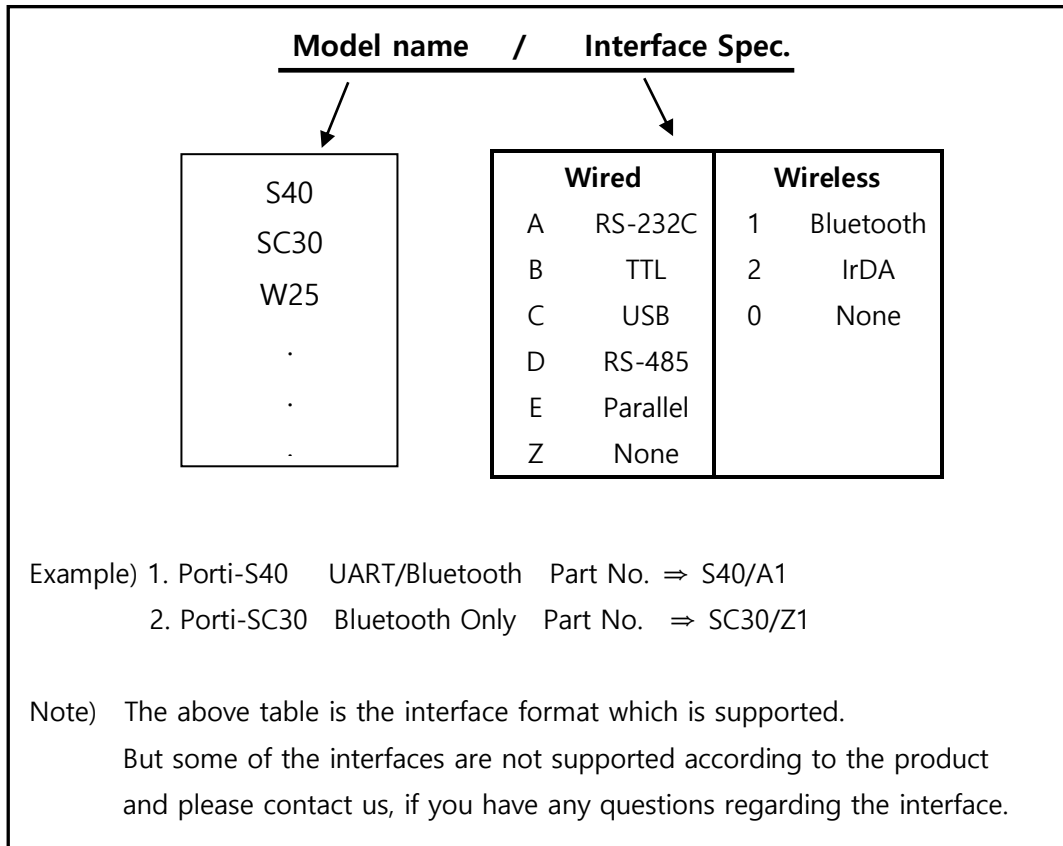 Model name / Interface Spec.
S40
SC30
W25
.
.
.
Wired Wireless
A RS-232C 1 Bluetooth
B TTL 2 IrDA
C USB 0 None
D RS-485
E Parallel
Z None
Example) 1. Porti-S40 UART/Bluetooth Part No. ⇒ S40/A1
2. Porti-SC30 Bluetooth Only Part No. ⇒ SC30/Z1
Note) The above table is the interface format which is supported.
But some of the interfaces are not supported according to the product
and please contact us, if you have any questions regarding the interface.